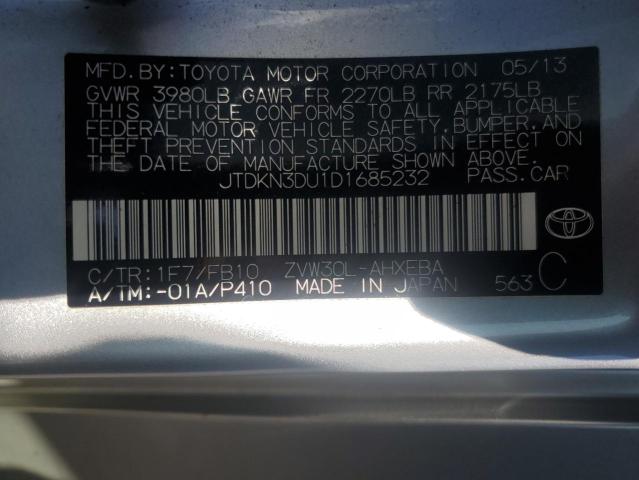 MFD.BY:TOYOTA MOTOR CORPORATION 05/13
GVWR 3980LB GAWR FR 2270LB RR 2175LB
THIS VEHICLE CONFORMS TO ALL APPLICABLE
FEDERAL MOTOR VEHICLE SAFETY,BUMPER,AND
THEFT PREVENTION STANDARDS IN EFFECT ON
THE DATE OF MANUFACTURE SHOWN ABOVE.
JTDKN3DU1D1685232 PASS.CAR
C/TR:1F7/FB10 ZVW30L-AHXEBA
A/TM:-01A/P410 MADE IN JAPAN 563 C